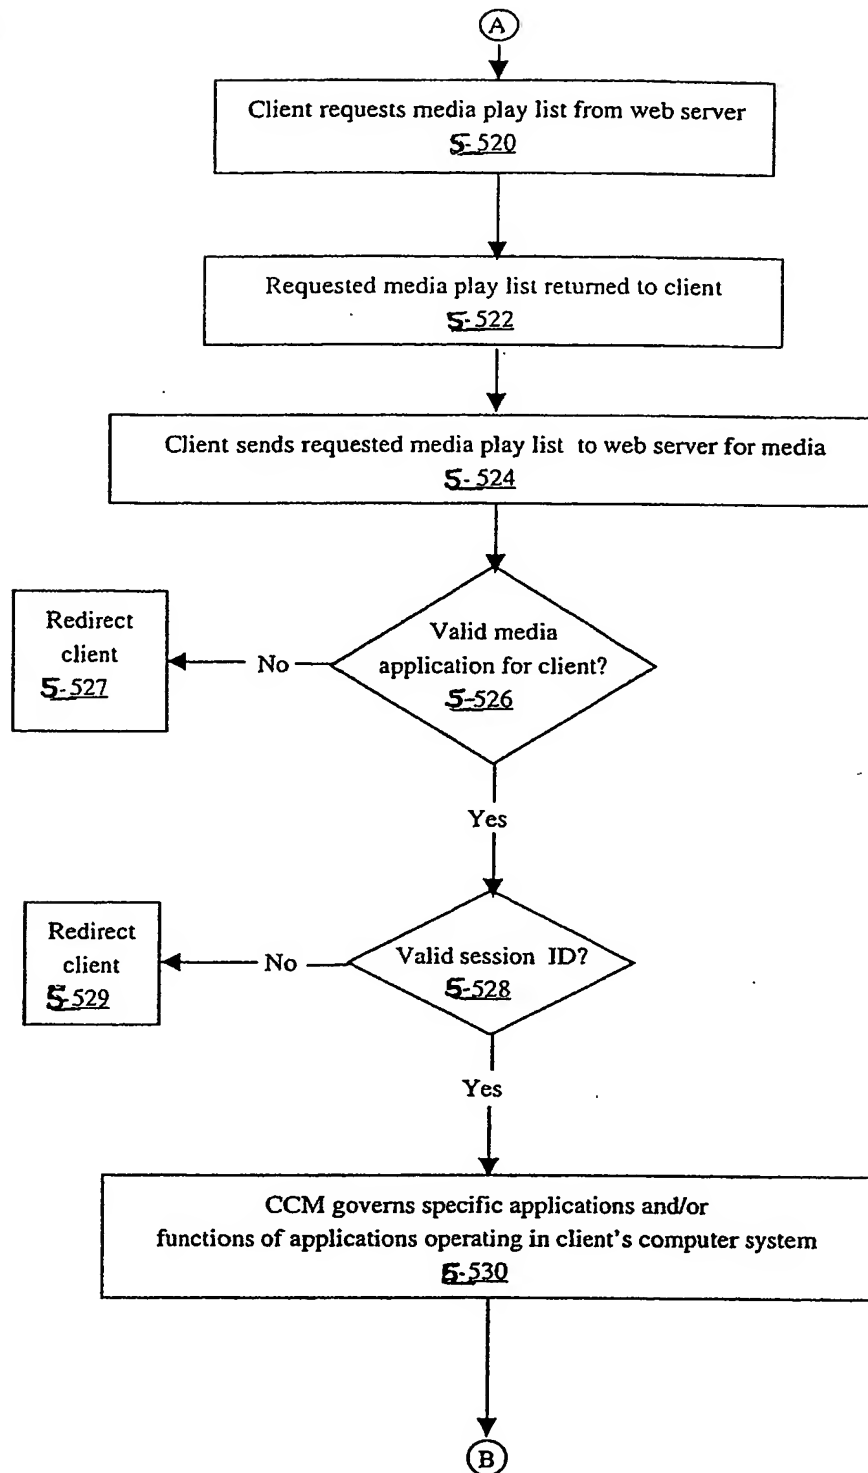 A
Client requests media play list from web server
5-520
Requested media play list returned to client
5-522
Client sends requested media play list to web server for media
5-524
Valid media
application for client?
5-526
No
Redirect
client
5-527
Yes
Valid session ID?
5-528
No
Redirect
client
5-529
Yes
CCM governs specific applications and/or
functions of applications operating in client's computer system
5-530
B